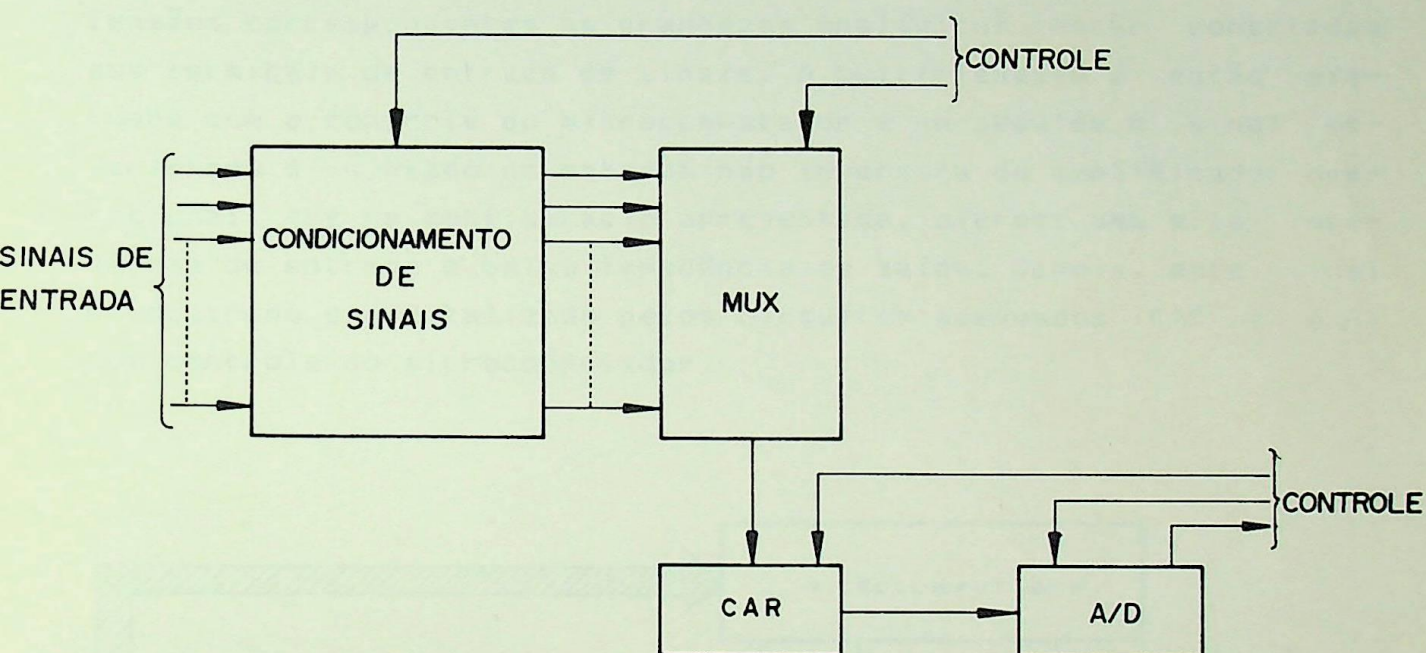 CONTROLE
SINAIS DE
ENTRADA
CONDICIONAMENTO
DE
SINAIS
MUX
CONTROLE
CAR
A/D